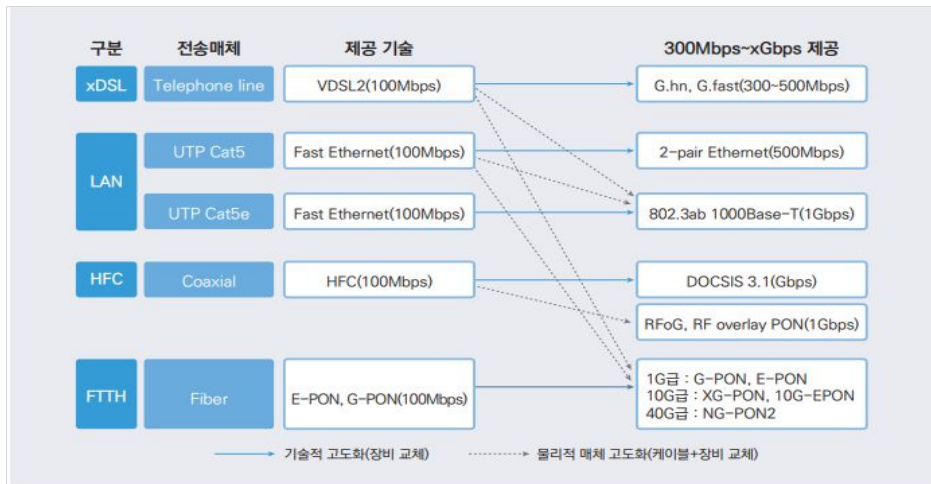 구분 전송매체 제공 기술 300Mbps~xGbps 제공
xDSL Telephone line VDSL2(100Mbps) G.hn, G.fast(300~500Mbps)
LAN
UTP Cat5 Fast Ethernet(100Mbps) 2-pair Ethernet(500Mbps)
UTP Cat5e Fast Ethernet(100Mbps) 802.3ab 1000Base-T(1Gbps)
HFC Coaxial HFC(100Mbps) DOCSIS 3.1(Gbps)
RFoG, RF overlay PON(1Gbps)
FTTH Fiber E-PON, G-PON(100Mbps)
1G급 : G-PON, E-PON
10G급 : XG-PON, 10G-EPON
40G급 : NG-PON2
기술적 고도화(장비 교체) 물리적 매체 고도화(케이블+장비 교체)